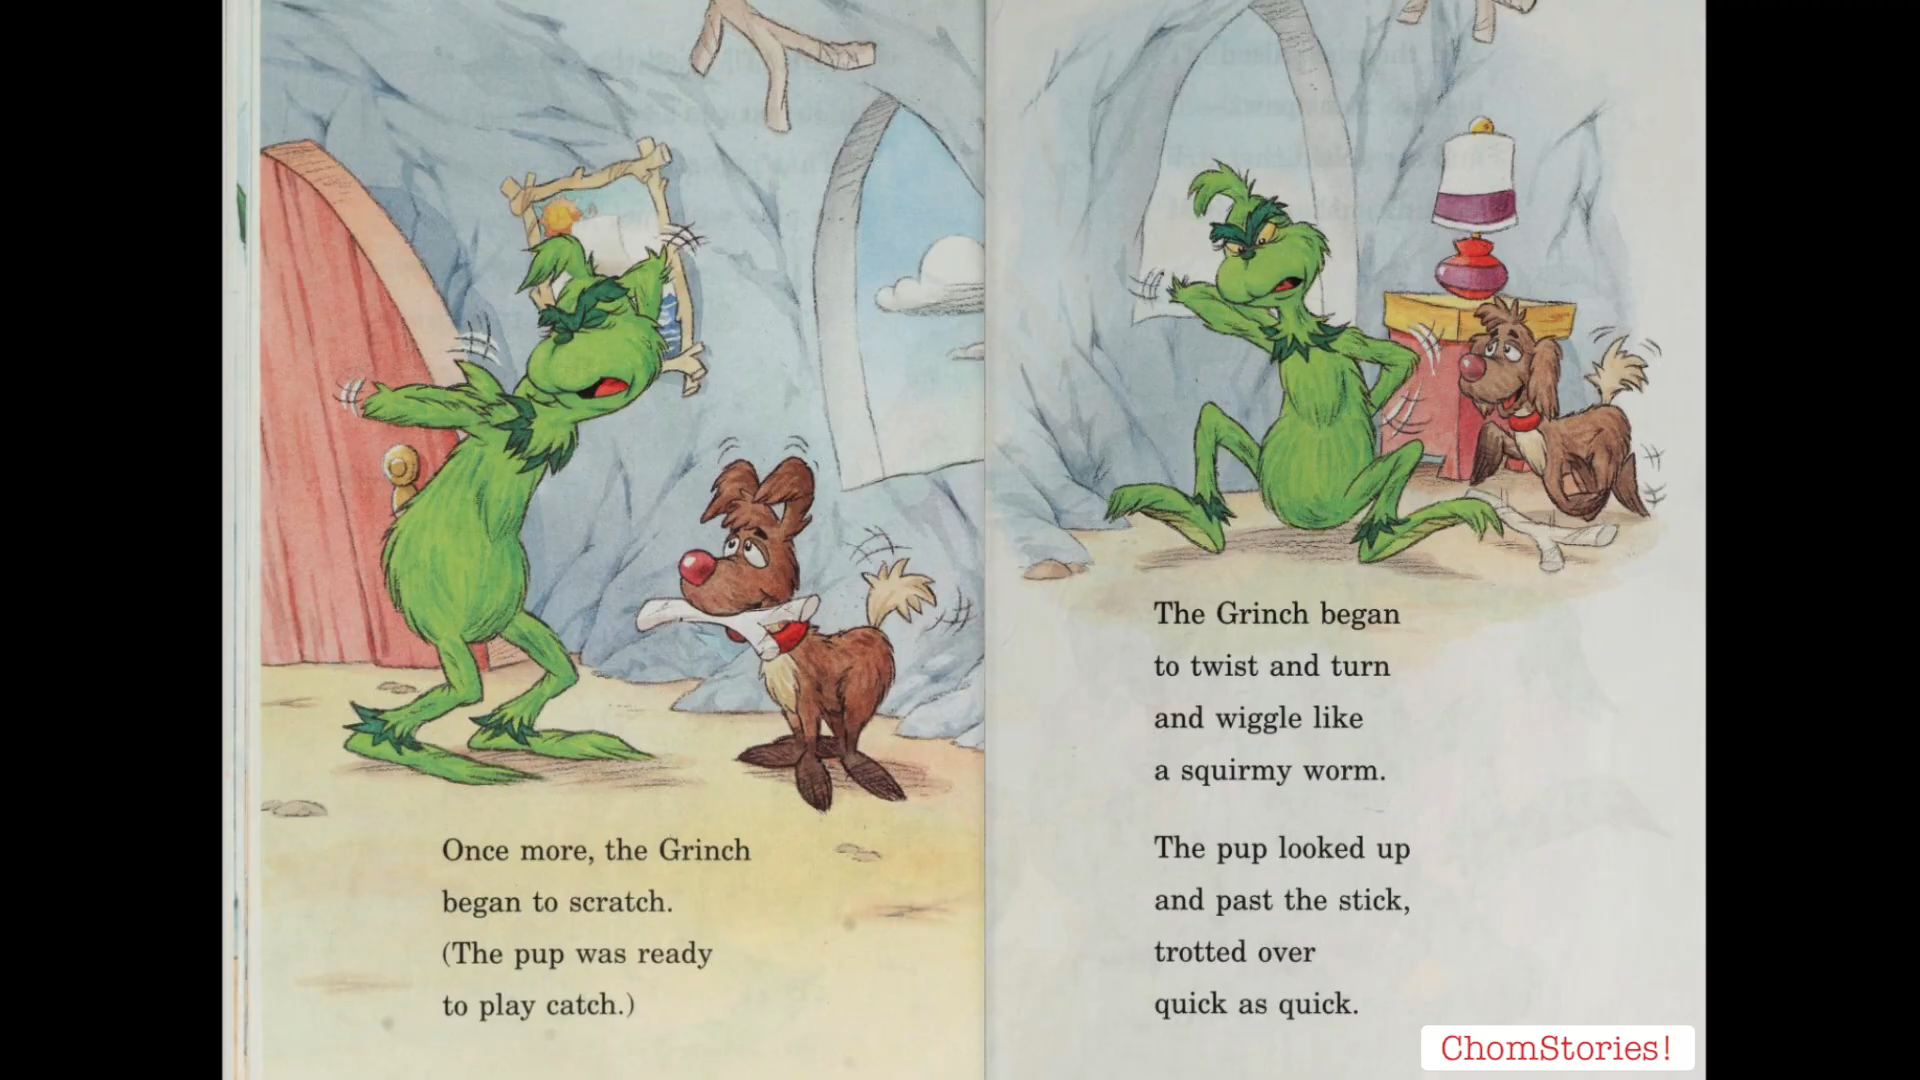 Once more, the Grinch
began to scratch.
(The pup was ready
to play catch.)
The Grinch began
to twist and turn
and wiggle like
a squirmy worm.
The pup looked up
and past the stick,
trotted over
quick as quick.
ChomStories!